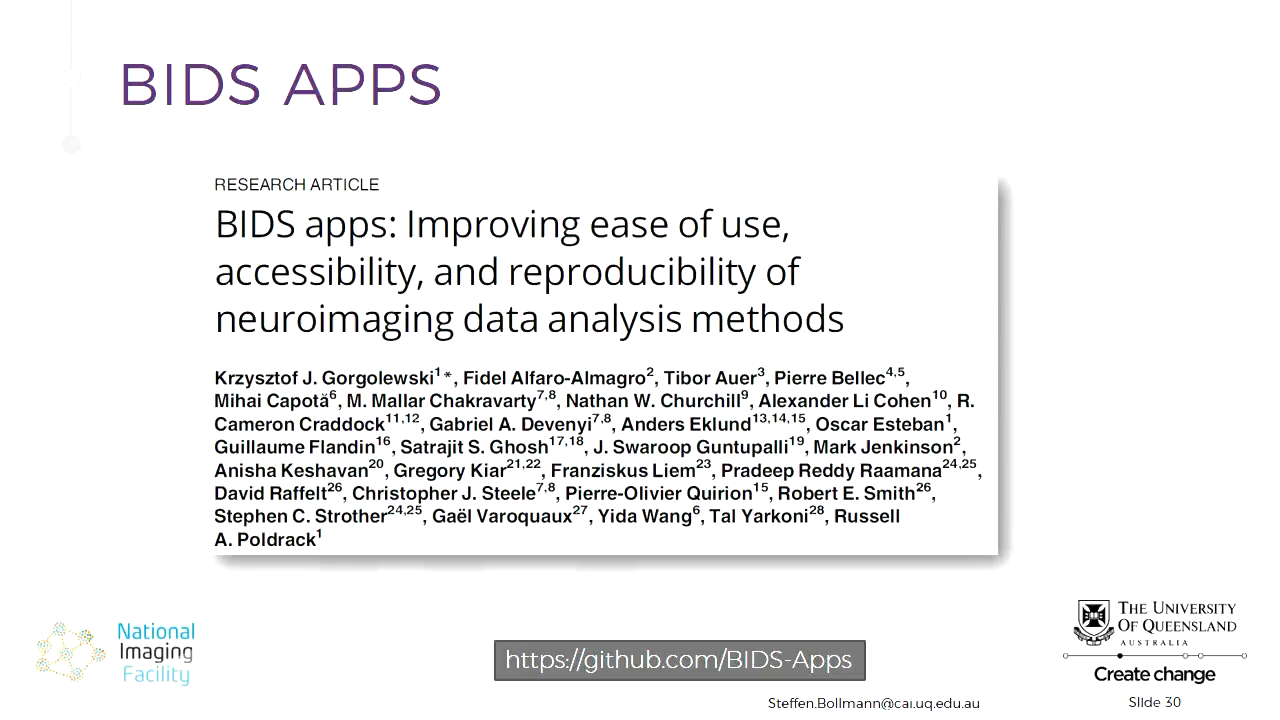 BIDS APPS
RESEARCH ARTICLE
BIDS apps: Improving ease of use,
accessibility, and reproducibility of
neuroimaging data analysis methods
Krzysztof J. Gorgolewski1*, Fidel Alfaro-Almagro2, Tibor Auer3, Pierre Bellec4,5,
Mihai Capotă6, M. Mallar Chakravarty7,8, Nathan W. Churchill9, Alexander Li Cohen10, R.
Cameron Craddock11,12, Gabriel A. Devenyi7,8, Anders Eklund13,14,15, Oscar Esteban1,
Guillaume Flandin16, Satrajit S. Ghosh17,18, J. Swaroop Guntupalli19, Mark Jenkinson2,
Anisha Keshavan20, Gregory Kiar21,22, Franziskus Liem23, Pradeep Reddy Raamana24,25,
David Raffelt26, Christopher J. Steele7,8, Pierre-Olivier Quirion15, Robert E. Smith26,
Stephen C. Strother24,25, Gaël Varoquaux27, Yida Wang6, Tal Yarkoni28, Russell
A. Poldrack1
National
Imaging
Facility
https://github.com/BIDS-Apps
THE UNIVERSITY
OF QUEENSLAND
AUSTRALIA
Create change
Steffen.Bollmann@cai.uq.edu.au
Slide 30